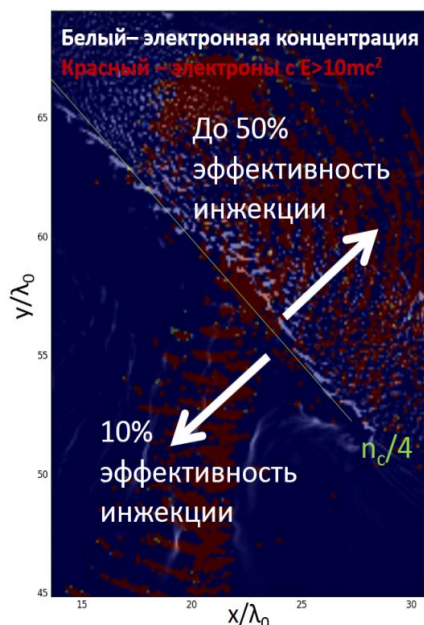 Белый– электронная концентрация
Красный – электроны с E>10mc²
До 50%
эффективность
инжекции
10%
эффективность
инжекции
n_c/4
y/λ₀
65
60
55
50
45
15
20
25
30
x/λ₀